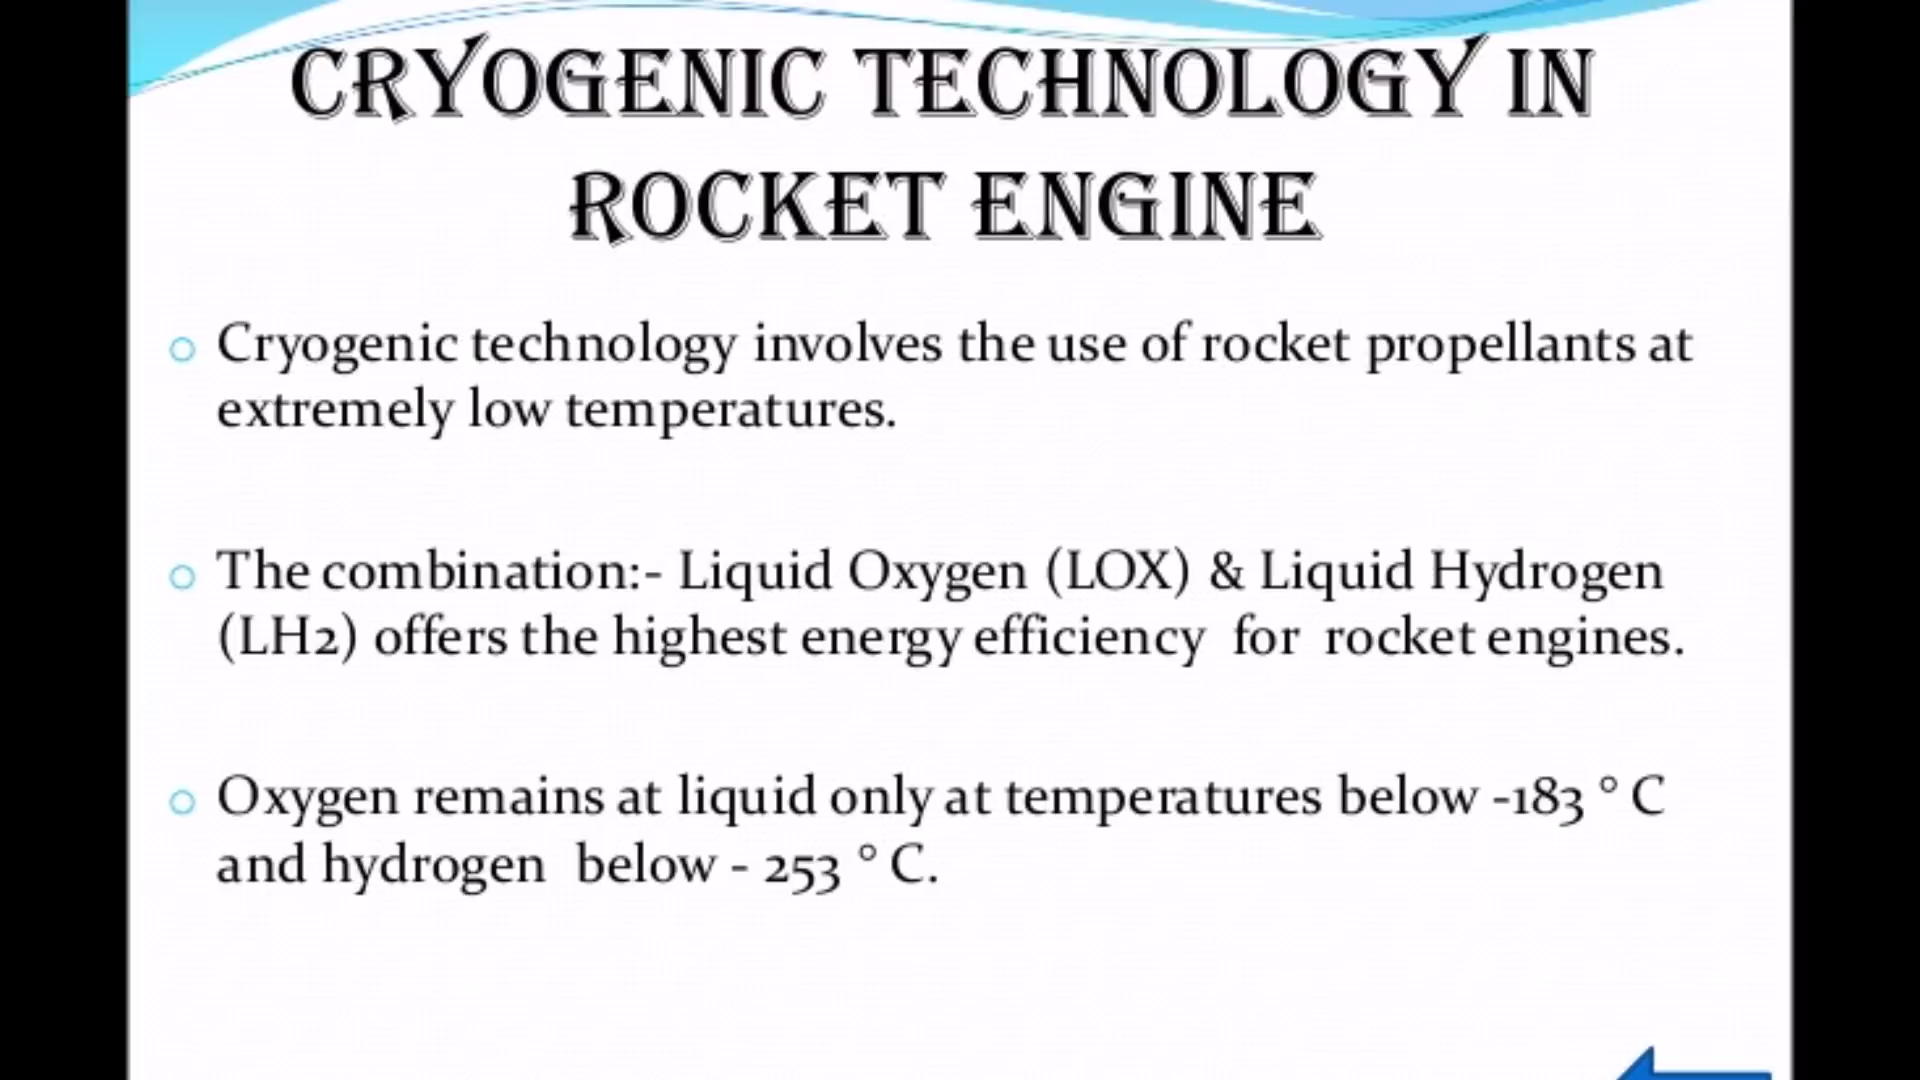 CRYOGENIC TECHNOLOGY IN
ROCKET ENGINE
Cryogenic technology involves the use of rocket propellants at
extremely low temperatures.
The combination:- Liquid Oxygen (LOX) & Liquid Hydrogen
(LH2) offers the highest energy efficiency for rocket engines.
Oxygen remains at liquid only at temperatures below -183 ° C
and hydrogen below - 253 ° C.